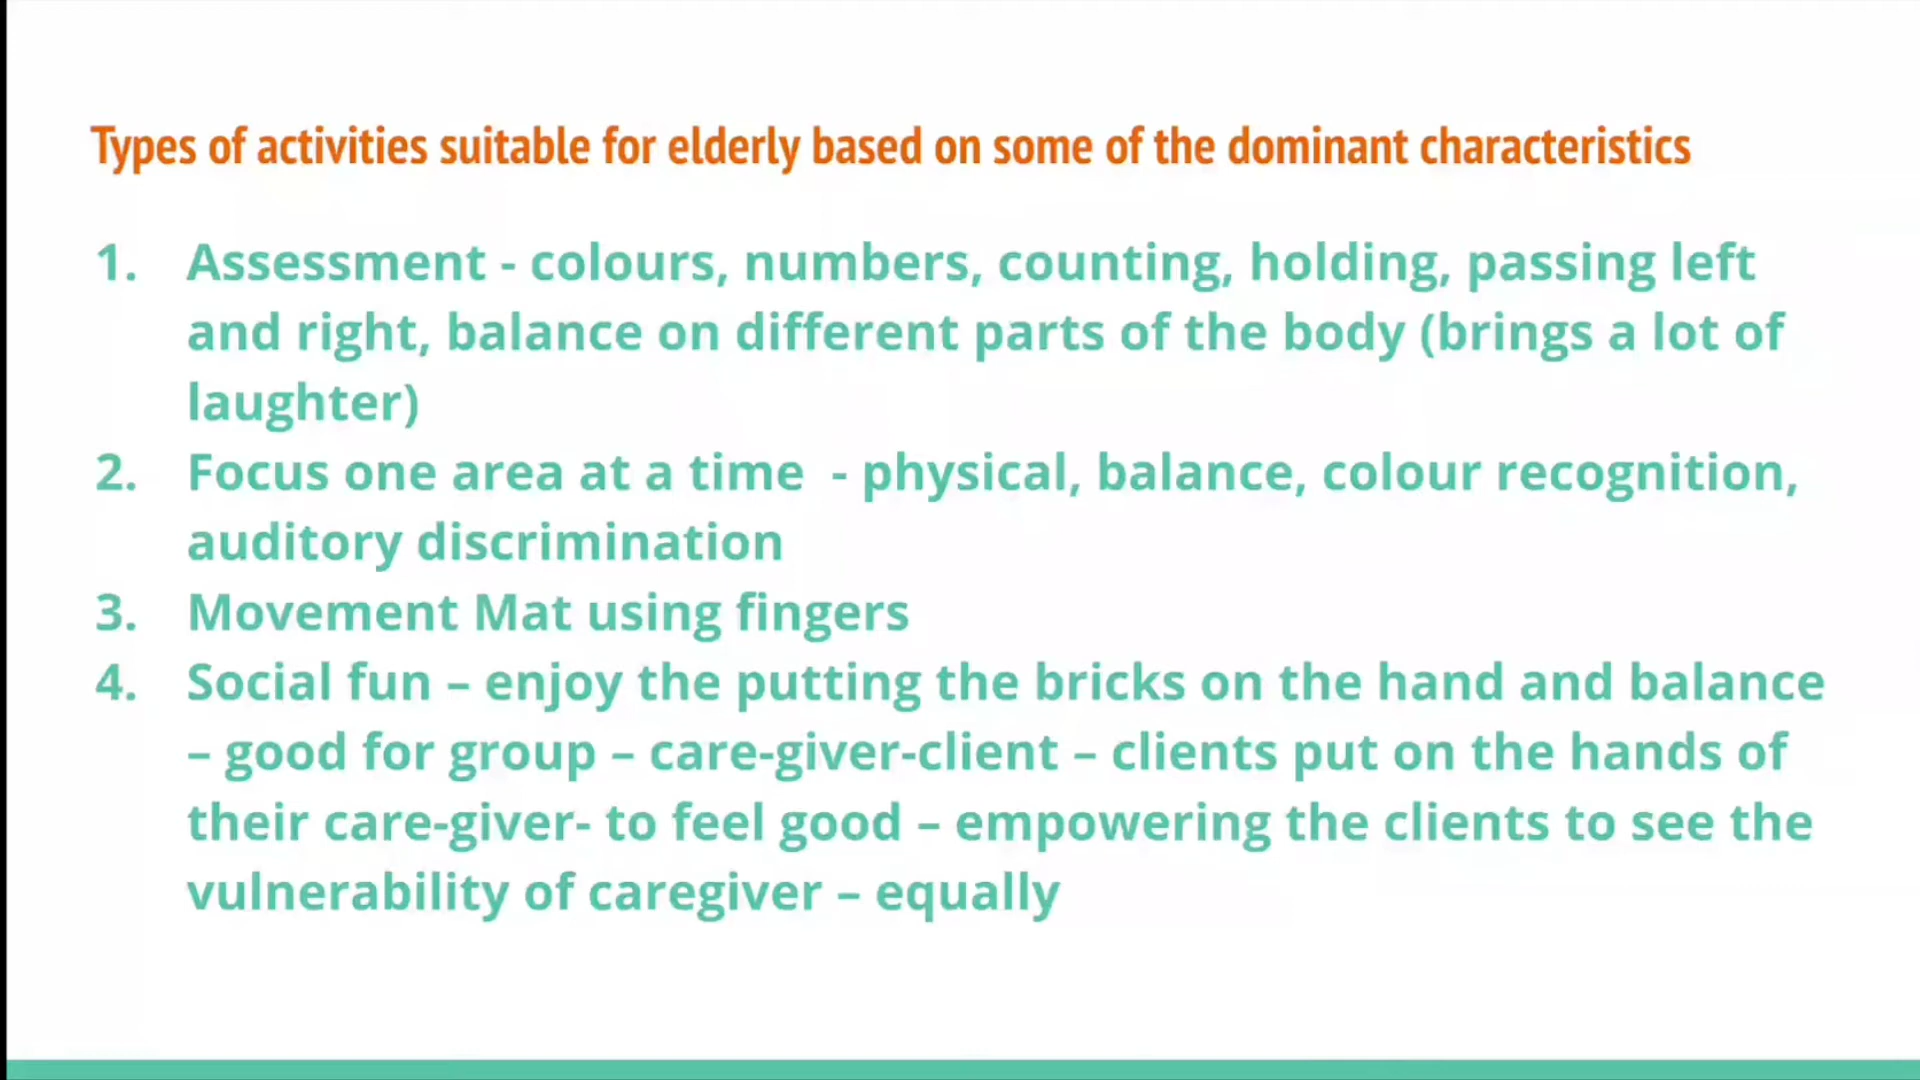 Types of activities suitable for elderly based on some of the dominant characteristics
1. Assessment - colours, numbers, counting, holding, passing left
and right, balance on different parts of the body (brings a lot of
laughter)
2. Focus one area at a time - physical, balance, colour recognition,
auditory discrimination
3. Movement Mat using fingers
4. Social fun – enjoy the putting the bricks on the hand and balance
– good for group – care-giver-client – clients put on the hands of
their care-giver- to feel good – empowering the clients to see the
vulnerability of caregiver – equally